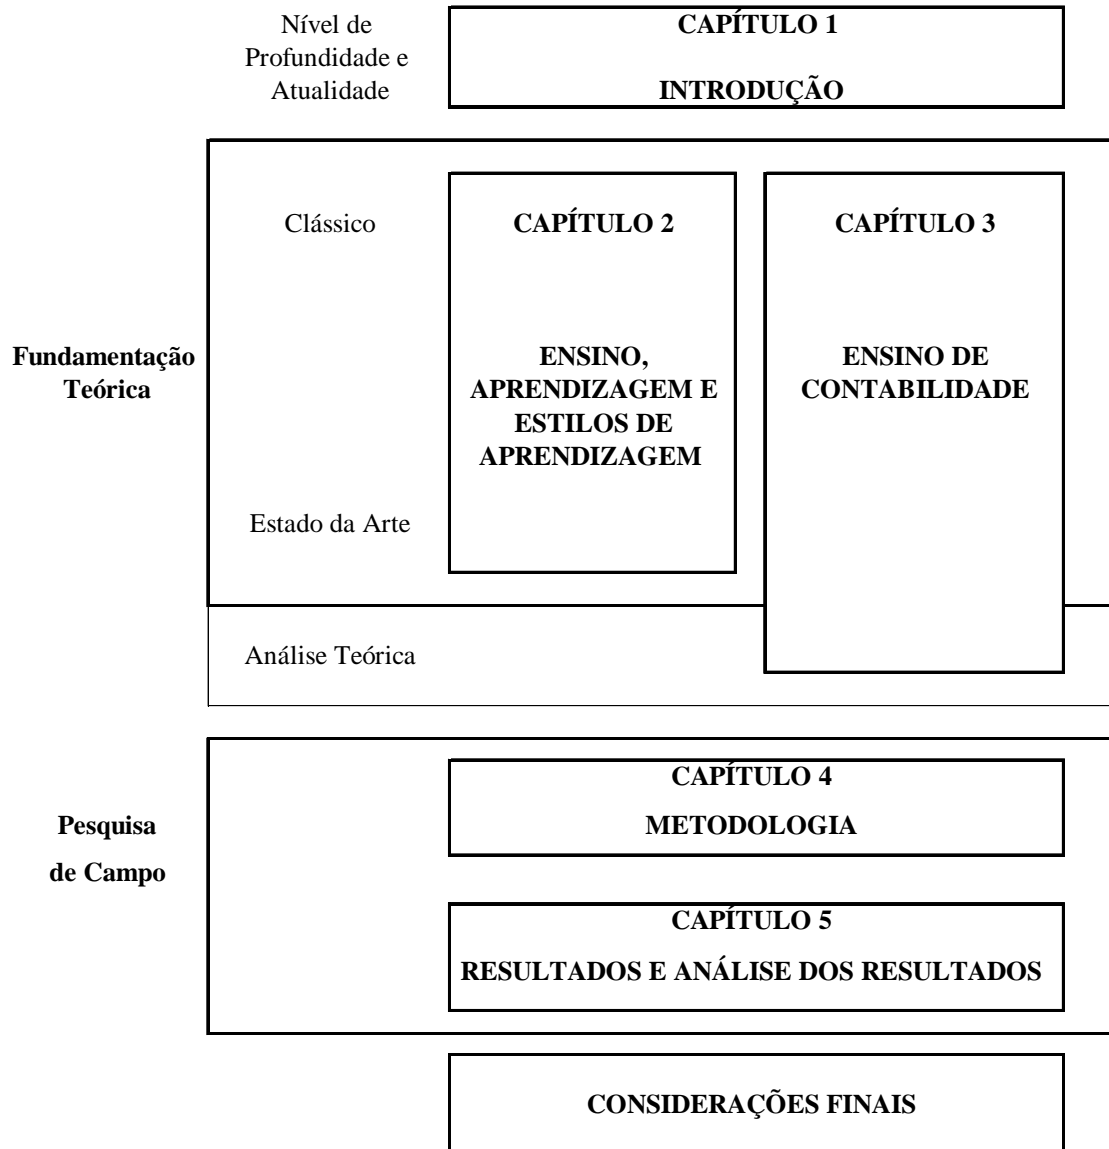 Nível de
Profundidade e
Atualidade
CAPÍTULO 1
INTRODUÇÃO
Clássico
CAPÍTULO 2
CAPÍTULO 3
Fundamentação
Teórica
ENSINO,
APRENDIZAGEM E
ESTILOS DE
APRENDIZAGEM
ENSINO DE
CONTABILIDADE
Estado da Arte
Análise Teórica
Pesquisa
de Campo
CAPÍTULO 4
METODOLOGIA
CAPÍTULO 5
RESULTADOS E ANÁLISE DOS RESULTADOS
CONSIDERAÇÕES FINAIS